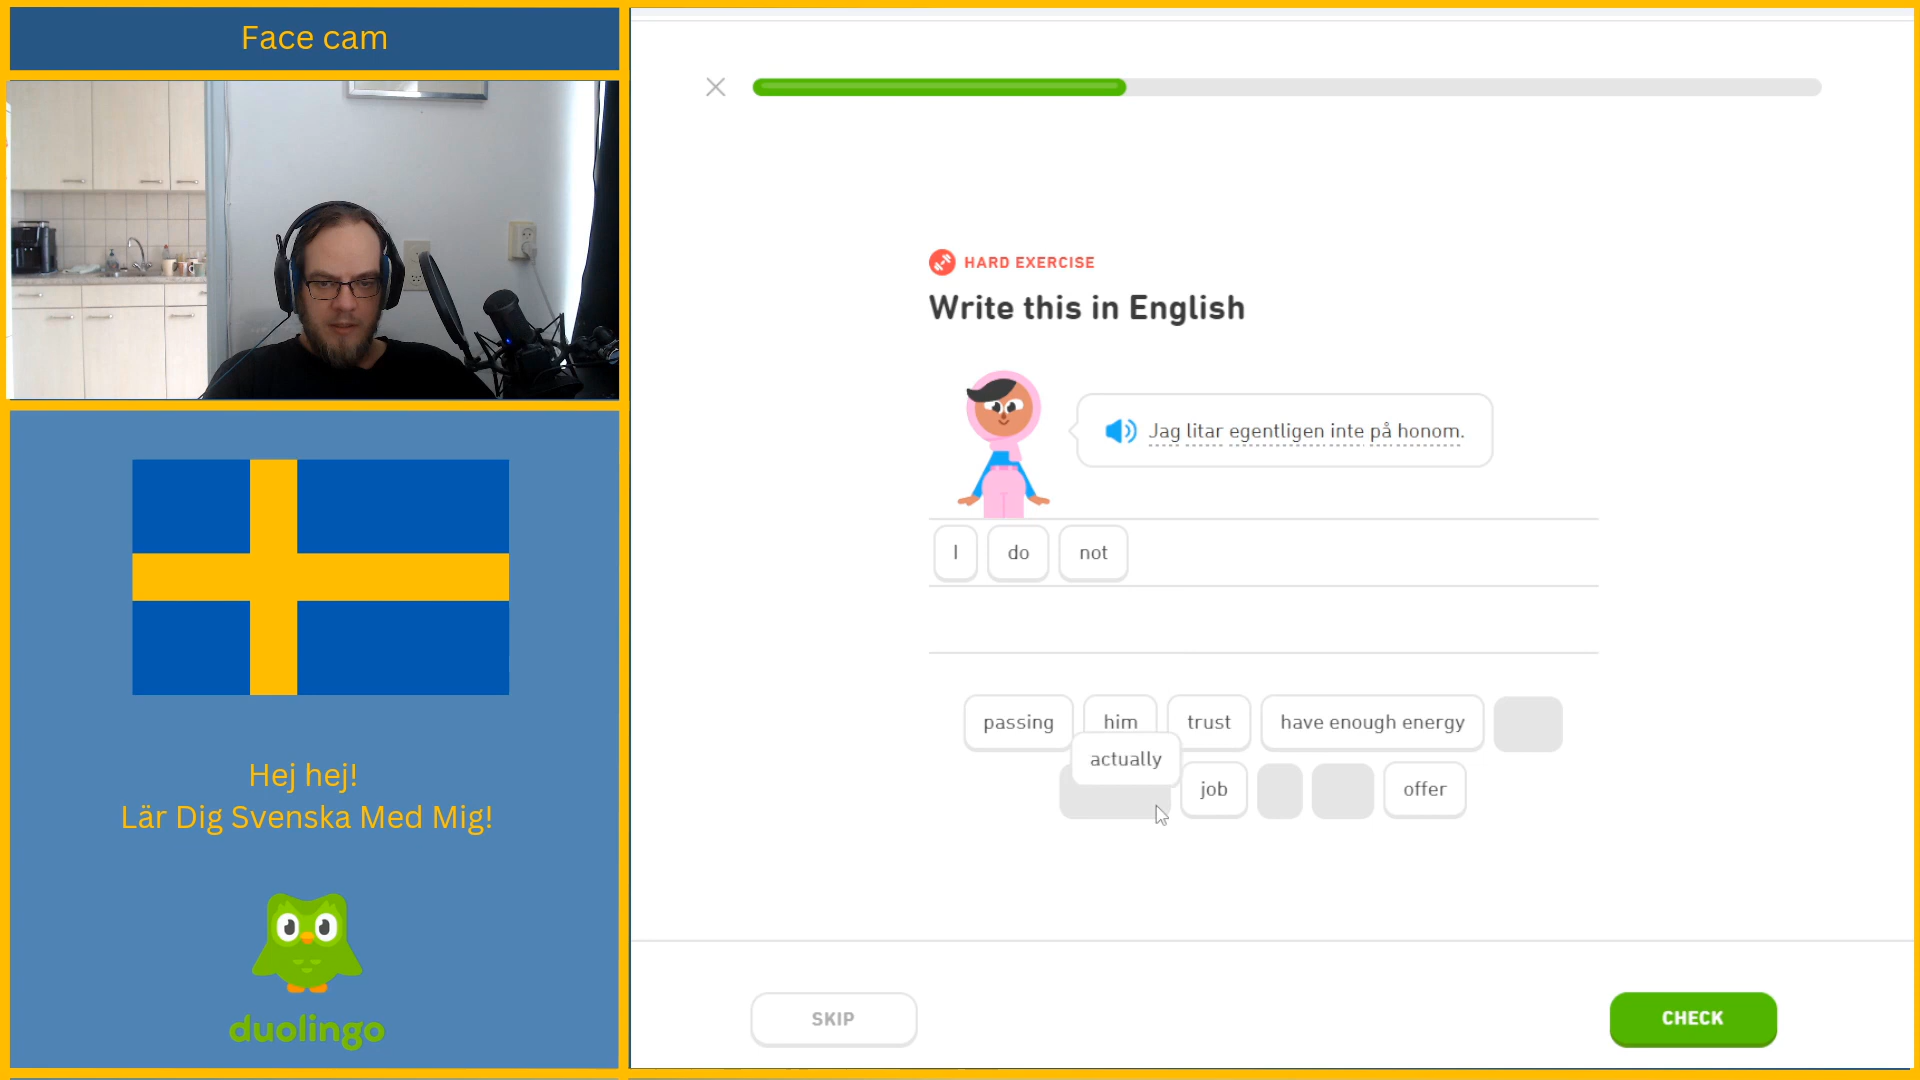 Face cam
HARD EXERCISE
Write this in English
Jag litar egentligen inte på honom.
I do not
passing him trust have enough energy
actually
job offer
Hej hej!
Lär Dig Svenska Med Mig!
duolingo
SKIP CHECK